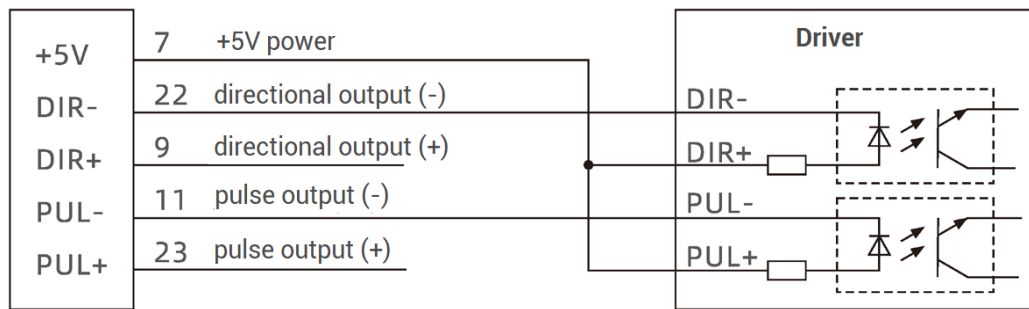 Driver
+5V 7 +5V power
DIR- 22 directional output (-) DIR-
DIR+ 9 directional output (+) DIR+
PUL- 11 pulse output (-) PUL-
PUL+ 23 pulse output (+) PUL+